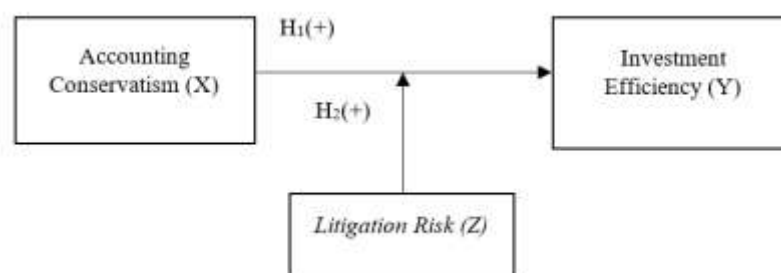 H₁(+)
Accounting
Conservatism (X)
Investment
Efficiency (Y)
H₂(+)
Litigation Risk (Z)